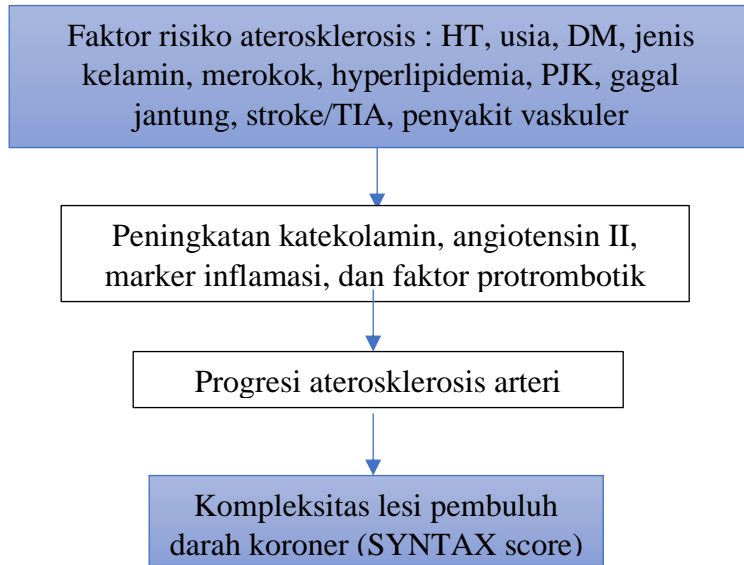 Faktor risiko aterosklerosis : HT, usia, DM, jenis
kelamin, merokok, hyperlipidemia, PJK, gagal
jantung, stroke/TIA, penyakit vaskuler
Peningkatan katekolamin, angiotensin II,
marker inflamasi, dan faktor protrombotik
Progresi aterosklerosis arteri
Kompleksitas lesi pembuluh
darah koroner (SYNTAX score)